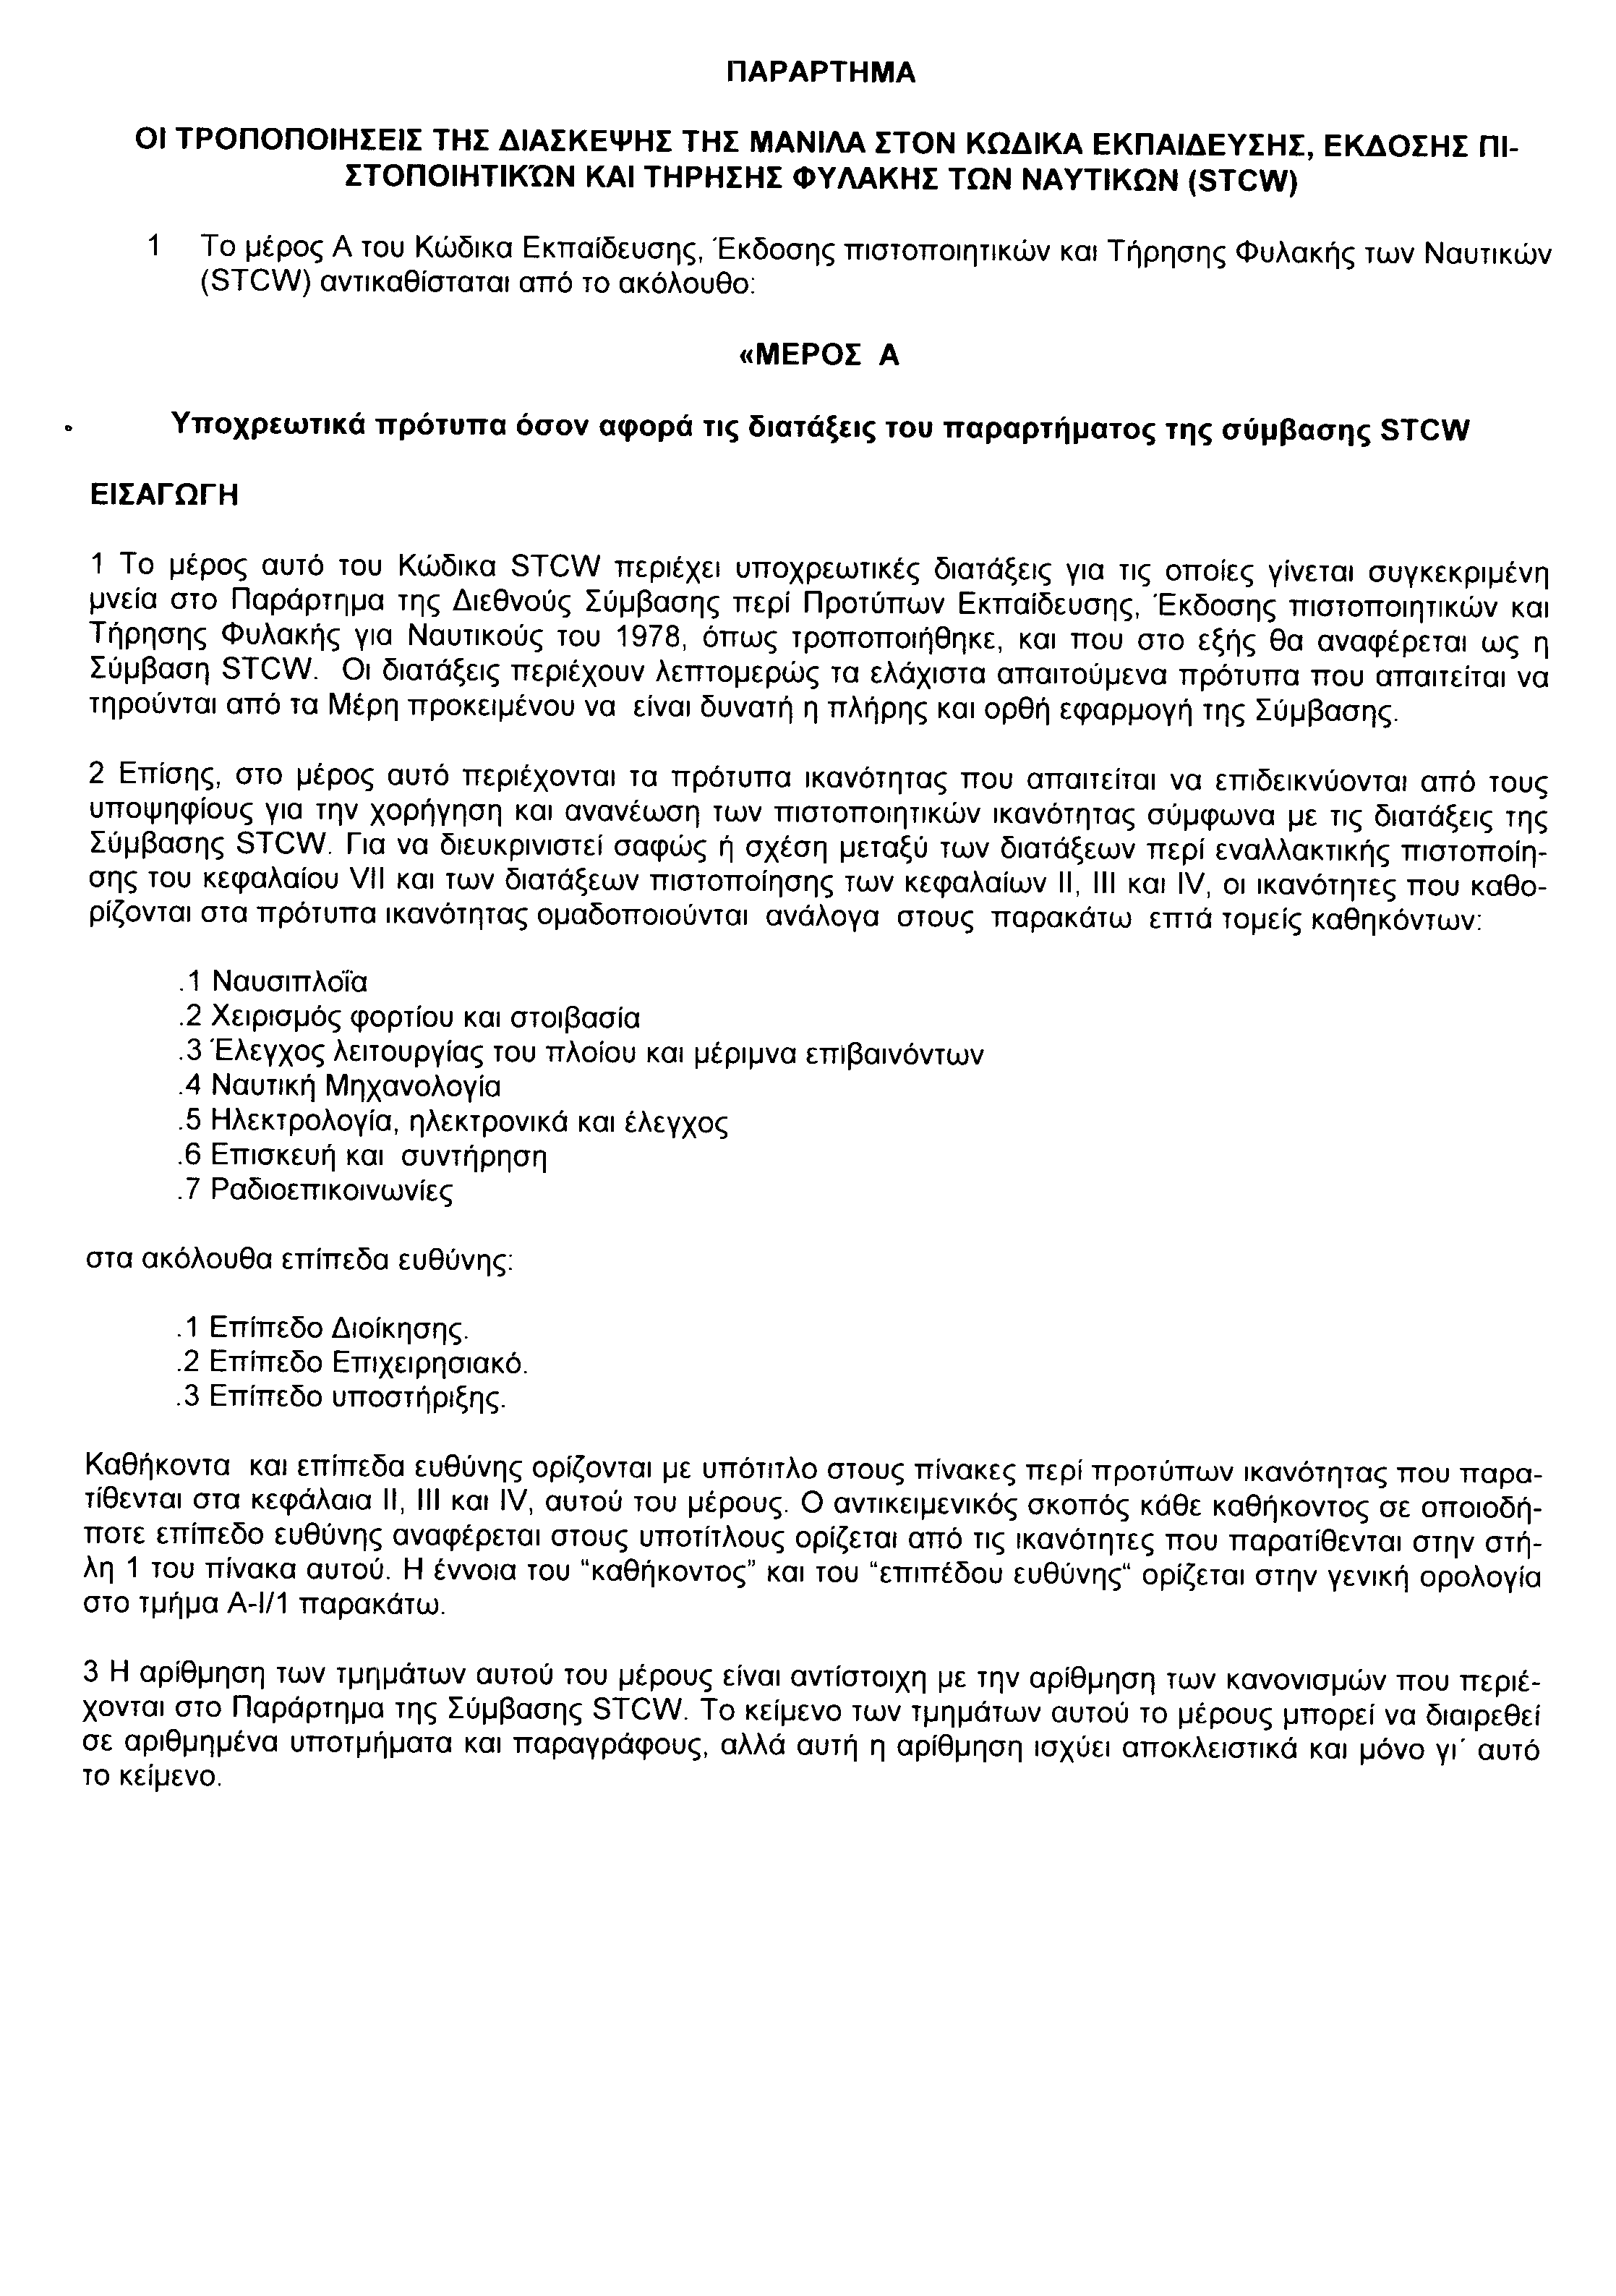 ΠΑΡΑΡΤΗΜΑ
ΟΙ ΤΡΟΠΟΠΟΙΗΣΕΙΣ ΤΗΣ ΔΙΑΣΚΕΨΗΣ ΤΗΣ ΜΑΝΙΛΑ ΣΤΟΝ ΚΩΔΙΚΑ ΕΚΠΑΙΔΕΥΣΗΣ, ΕΚΔΟΣΗΣ ΠΙ-
ΣΤΟΠΟΙΗΤΙΚΏΝ ΚΑΙ ΤΗΡΗΣΗΣ ΦΥΛΑΚΗΣ ΤΩΝ ΝΑΥΤΙΚΩΝ (STCW)
1 Το μέρος Α του Κώδικα Εκπαίδευσης, Έκδοσης πιστοποιητικών και Τήρησης Φυλακής των Ναυτικών
(STCW) αντικαθίσταται από το ακόλουθο:
«ΜΕΡΟΣ Α
Υποχρεωτικά πρότυπα όσον αφορά τις διατάξεις του παραρτήματος της σύμβασης STCW
ΕΙΣΑΓΩΓΗ
1 Το μέρος αυτό του Κώδικα STCW περιέχει υποχρεωτικές διατάξεις για τις οποίες γίνεται συγκεκριμένη
μνεία στο Παράρτημα της Διεθνούς Σύμβασης περί Προτύπων Εκπαίδευσης, Έκδοσης πιστοποιητικών και
Τήρησης Φυλακής για Ναυτικούς του 1978, όπως τροποποιήθηκε, και που στο εξής θα αναφέρεται ως η
Σύμβαση STCW. Οι διατάξεις περιέχουν λεπτομερώς τα ελάχιστα απαιτούμενα πρότυπα που απαιτείται να
τηρούνται από τα Μέρη προκειμένου να είναι δυνατή η πλήρης και ορθή εφαρμογή της Σύμβασης.
2 Επίσης, στο μέρος αυτό περιέχονται τα πρότυπα ικανότητας που απαιτείται να επιδεικνύονται από τους
υποψηφίους για την χορήγηση και ανανέωση των πιστοποιητικών ικανότητας σύμφωνα με τις διατάξεις της
Σύμβασης STCW. Για να διευκρινιστεί σαφώς ή σχέση μεταξύ των διατάξεων περί εναλλακτικής πιστοποίη-
σης του κεφαλαίου VII και των διατάξεων πιστοποίησης των κεφαλαίων II, III και IV, οι ικανότητες που καθο-
ρίζονται στα πρότυπα ικανότητας ομαδοποιούνται ανάλογα στους παρακάτω επτά τομείς καθηκόντων:
.1 Ναυσιπλοΐα
.2 Χειρισμός φορτίου και στοιβασία
.3 Έλεγχος λειτουργίας του πλοίου και μέριμνα επιβαινόντων
.4 Ναυτική Μηχανολογία
.5 Ηλεκτρολογία, ηλεκτρονικά και έλεγχος
.6 Επισκευή και συντήρηση
.7 Ραδιοεπικοινωνίες
στα ακόλουθα επίπεδα ευθύνης:
.1 Επίπεδο Διοίκησης.
.2 Επίπεδο Επιχειρησιακό.
.3 Επίπεδο υποστήριξης.
Καθήκοντα και επίπεδα ευθύνης ορίζονται με υπότιτλο στους πίνακες περί προτύπων ικανότητας που παρα-
τίθενται στα κεφάλαια II, III και IV, αυτού του μέρους. Ο αντικειμενικός σκοπός κάθε καθήκοντος σε οποιοδή-
ποτε επίπεδο ευθύνης αναφέρεται στους υποτίτλους ορίζεται από τις ικανότητες που παρατίθενται στην στή-
λη 1 του πίνακα αυτού. Η έννοια του “καθήκοντος” και του “επιπέδου ευθύνης“ ορίζεται στην γενική ορολογία
στο τμήμα Α-Ι/1 παρακάτω.
3 Η αρίθμηση των τμημάτων αυτού του μέρους είναι αντίστοιχη με την αρίθμηση των κανονισμών που περιέ-
χονται στο Παράρτημα της Σύμβασης STCW. Το κείμενο των τμημάτων αυτού το μέρους μπορεί να διαιρεθεί
σε αριθμημένα υποτμήματα και παραγράφους, αλλά αυτή η αρίθμηση ισχύει αποκλειστικά και μόνο γι΄ αυτό
το κείμενο.